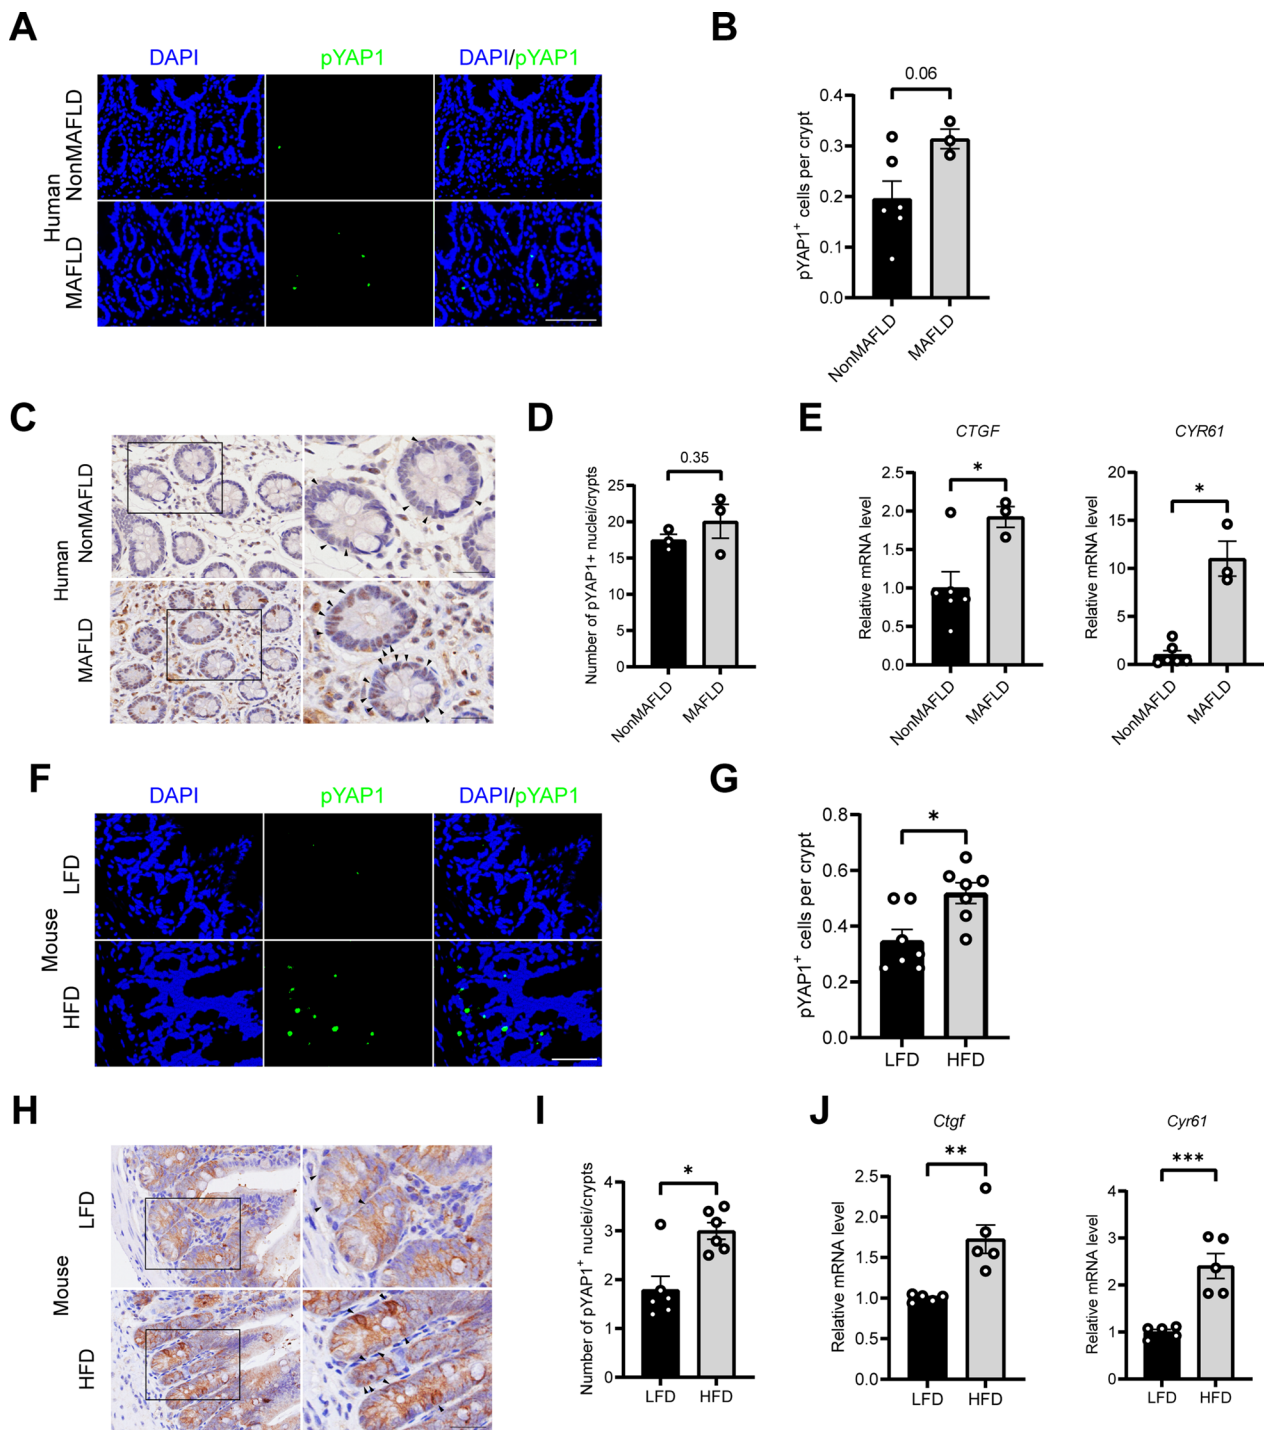 A
DAPI
pYAP1
DAPI/pYAP1
Human
NonMAFLD
MAFLD
B
0.06
pYAP1+ cells per crypt
0.4
0.3
0.2
0.1
0.0
NonMAFLD
MAFLD
C
Human
NonMAFLD
MAFLD
D
0.35
Number of pYAP1+ nuclei/crypts
25
20
15
10
5
0
NonMAFLD
MAFLD
E
CTGF
*
Relative mRNA level
2.5
2.0
1.5
1.0
0.5
0.0
NonMAFLD
MAFLD
CYR61
*
Relative mRNA level
20
15
10
5
0
NonMAFLD
MAFLD
F
DAPI
pYAP1
DAPI/pYAP1
Mouse
LFD
HFD
G
*
pYAP1+ cells per crypt
0.8
0.6
0.4
0.2
0.0
LFD
HFD
H
Mouse
LFD
HFD
I
*
Number of pYAP1+ nuclei/crypts
4
3
2
1
0
LFD
HFD
J
Ctgf
**
Relative mRNA level
2.5
2.0
1.5
1.0
0.5
0.0
LFD
HFD
Cyr61
***
Relative mRNA level
4
3
2
1
0
LFD
HFD